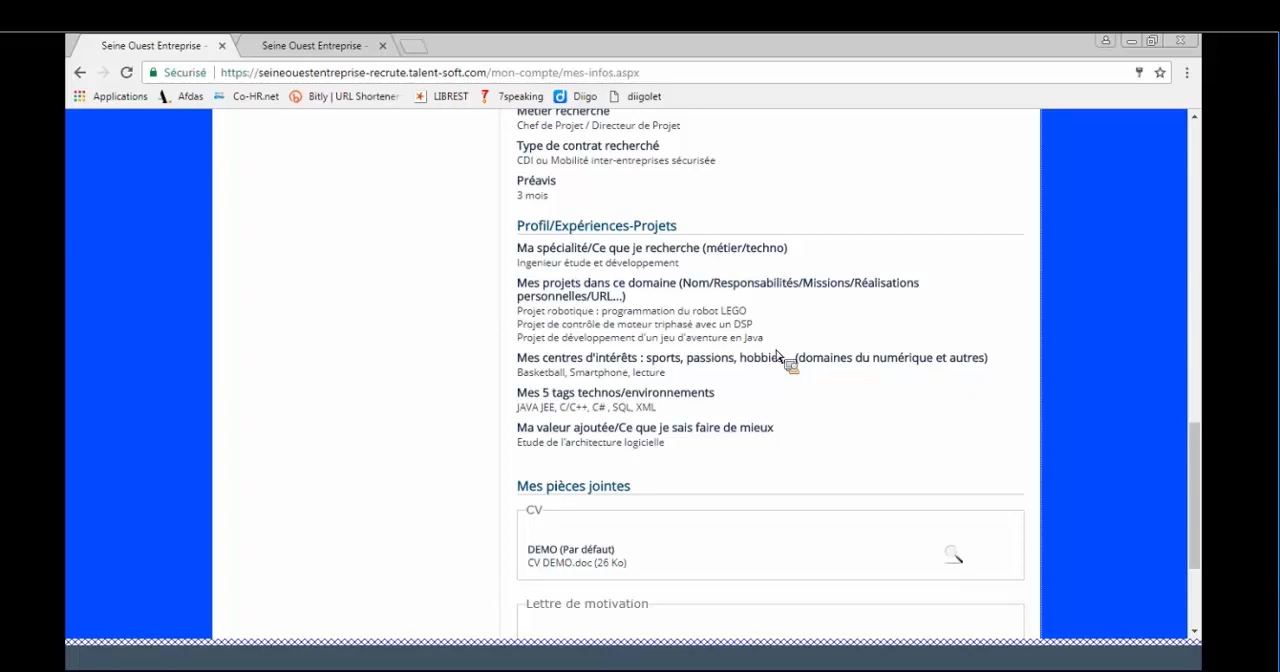 Seine Ouest Entreprise -
Seine Ouest Entreprise -
Sécurisé
https://seineouestentreprise-recrute.talent-soft.com/mon-compte/mes-infos.aspx
Applications
Afdas
Co-HR.net
Bitly | URL Shortener
LIBREST
7speaking
Diigo
diigolet
Métier recherché
Chef de Projet / Directeur de Projet
Type de contrat recherché
CDI ou Mobilité inter-entreprises sécurisée
Préavis
3 mois
Profil/Expériences-Projets
Ma spécialité/Ce que je recherche (métier/techno)
Ingenieur étude et développement
Mes projets dans ce domaine (Nom/Responsabilités/Missions/Réalisations
personnelles/URL...)
Projet robotique : programmation du robot LEGO
Projet de contrôle de moteur triphasé avec un DSP
Projet de développement d'un jeu d'aventure en Java
Mes centres d'intérêts : sports, passions, (domaines du numérique et autres)
Basketball, Smartphone, lecture
Mes 5 tags technos/environnements
JAVA JEE, C/C++, C# , SQL, XML
Ma valeur ajoutée/Ce que je sais faire de mieux
Etude de l'architecture logicielle
Mes pièces jointes
CV
DEMO (Par défaut)
CV DEMO.doc (26 Ko)
Lettre de motivation